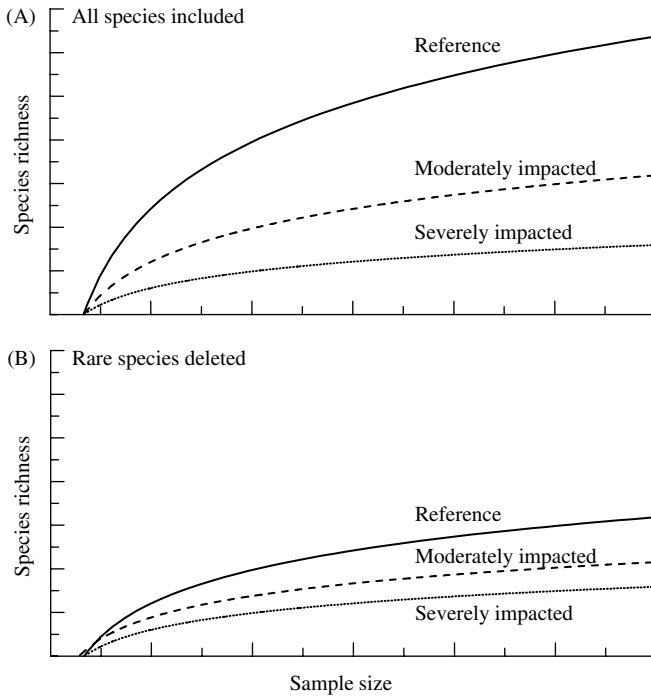 (A) All species included
Reference
Moderately impacted
Severely impacted
Species richness
(B) Rare species deleted
Reference
Moderately impacted
Severely impacted
Species richness
Sample size